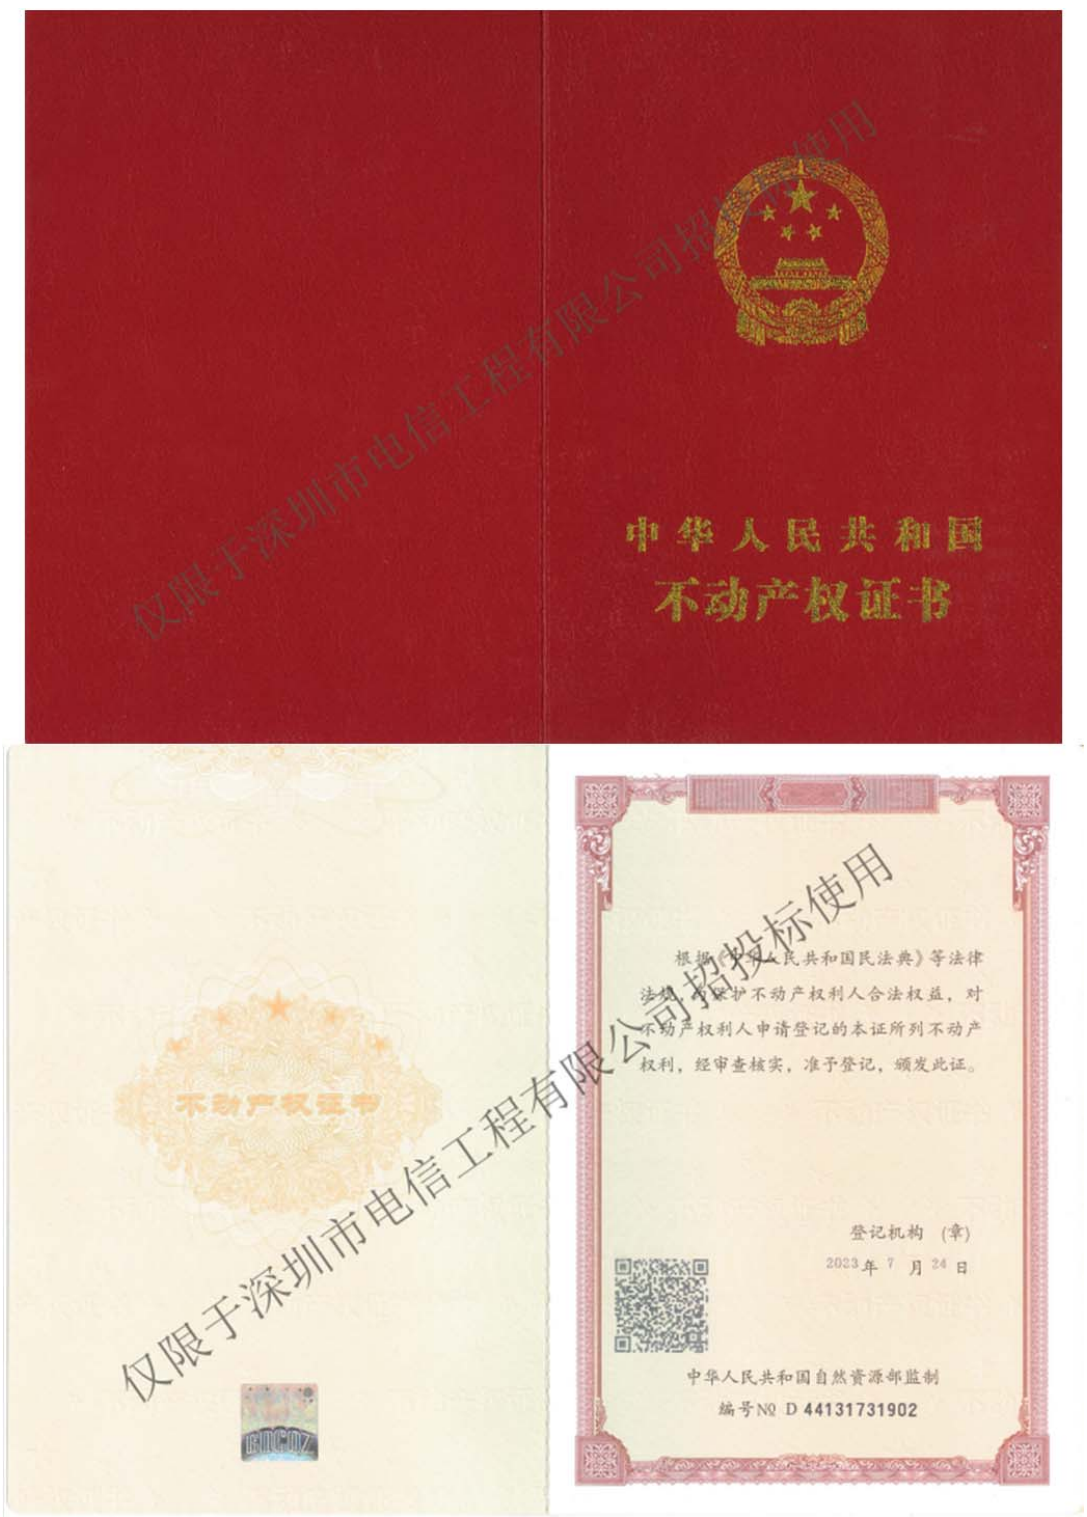 中华人民共和国
不动产权证书
仅限于深圳市电信工程有限公司招投标使用
不动产权证书
根据《中华人民共和国民法典》等法律
法规，为保护不动产权利人合法权益，对
不动产权利人申请登记的本证所列不动产
权利，经审查核实，准予登记，颁发此证。
登记机构 (章)
2023年 7 月 24 日
中华人民共和国自然资源部监制
编号№ D 44131731902
仅限于深圳市电信工程有限公司招投标使用